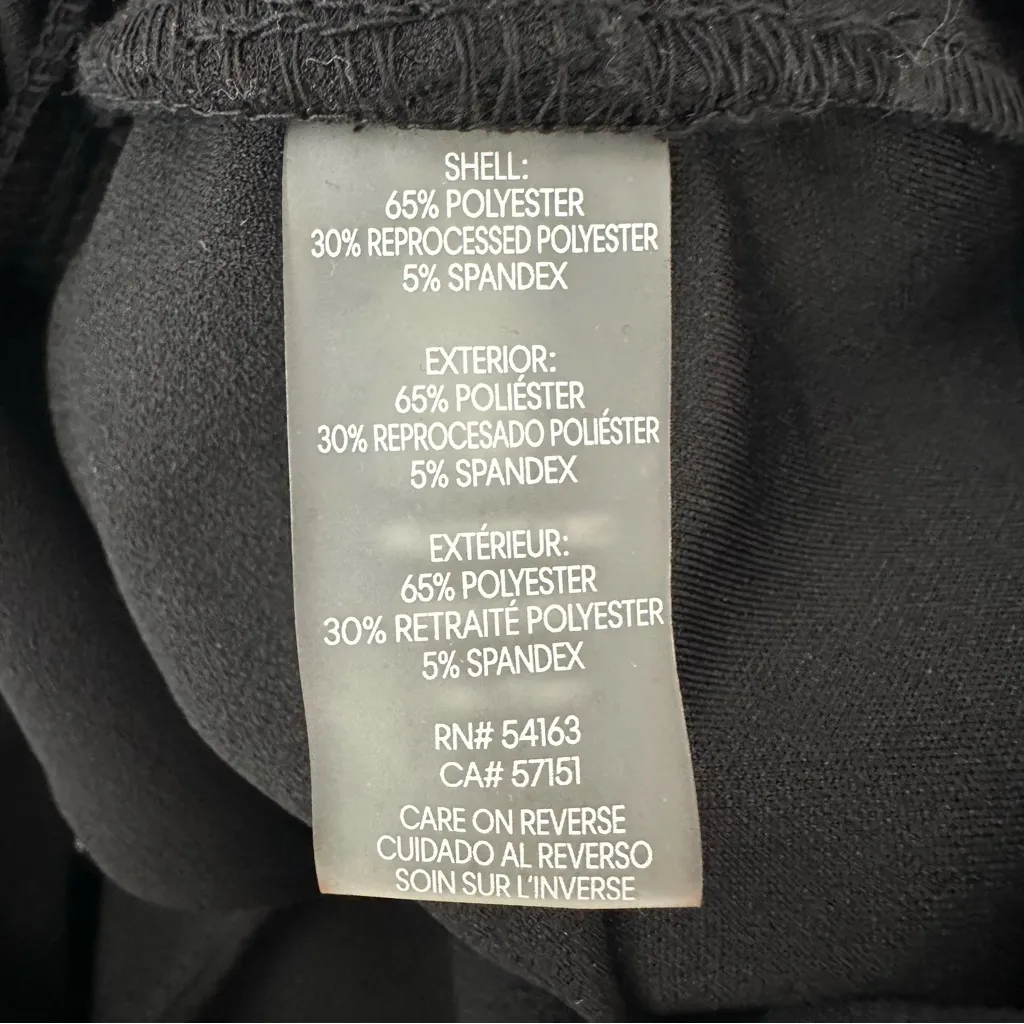 SHELL:
65% POLYESTER
30% REPROCESSED POLYESTER
5% SPANDEX
EXTERIOR:
65% POLIÉSTER
30% REPROCESADO POLIÉSTER
5% SPANDEX
EXTÉRIEUR:
65% POLYESTER
30% RETRAITÉ POLYESTER
5% SPANDEX
RN# 54163
CA# 57151
CARE ON REVERSE
CUIDADO AL REVERSO
SOIN SUR L'INVERSE